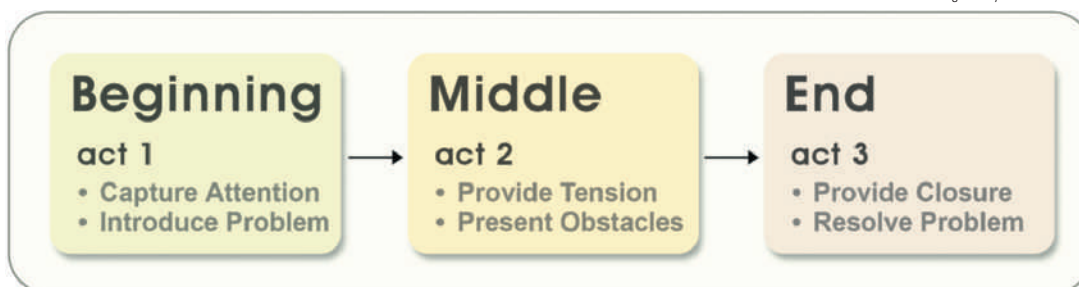 Beginning
act 1
• Capture Attention
• Introduce Problem
Middle
act 2
• Provide Tension
• Present Obstacles
End
act 3
• Provide Closure
• Resolve Problem